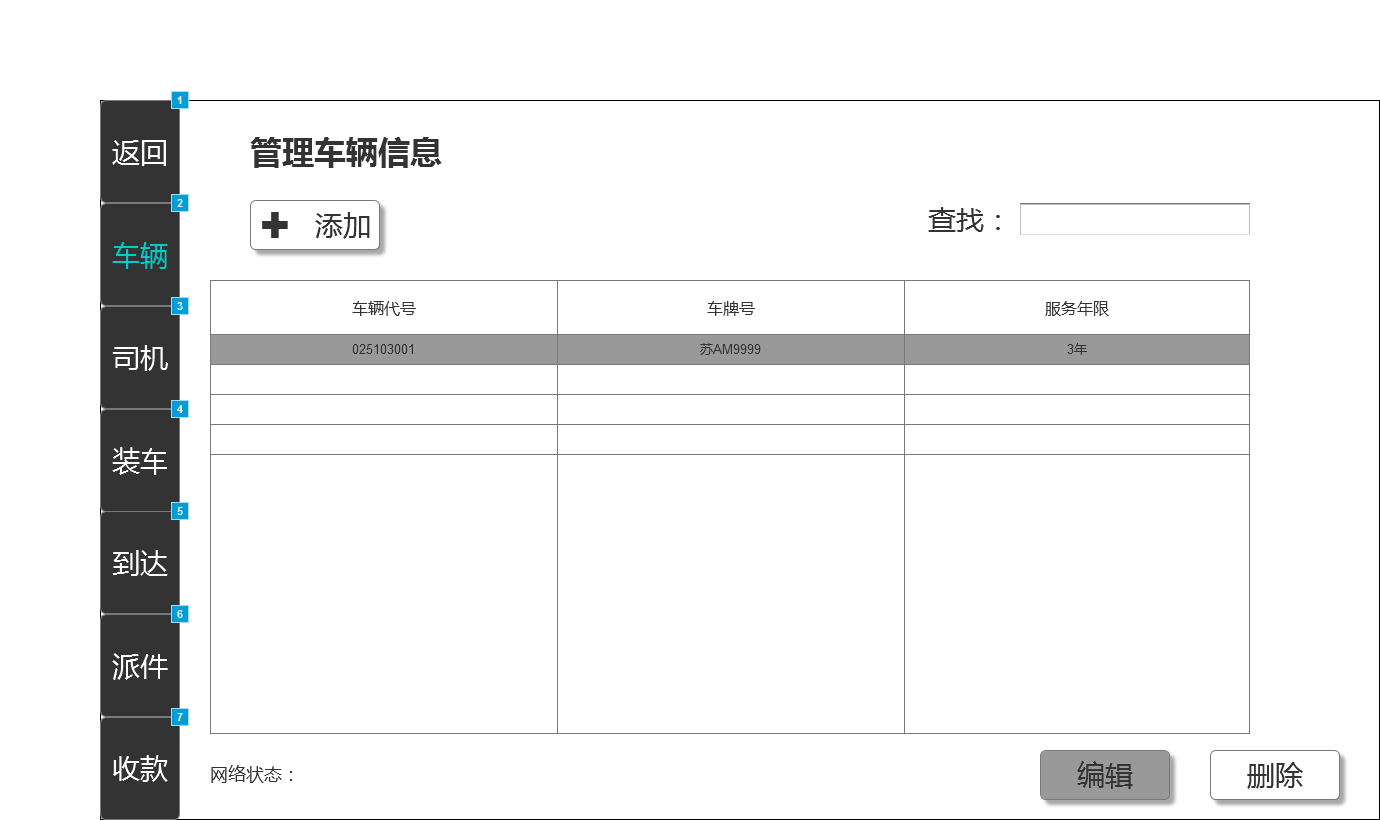 1
返回
管理车辆信息
2
添加
查找：
车辆
3
车辆代号 车牌号 服务年限
025103001 苏AM9999 3年
司机
4
装车
5
到达
6
派件
7
收款
网络状态：
编辑
删除